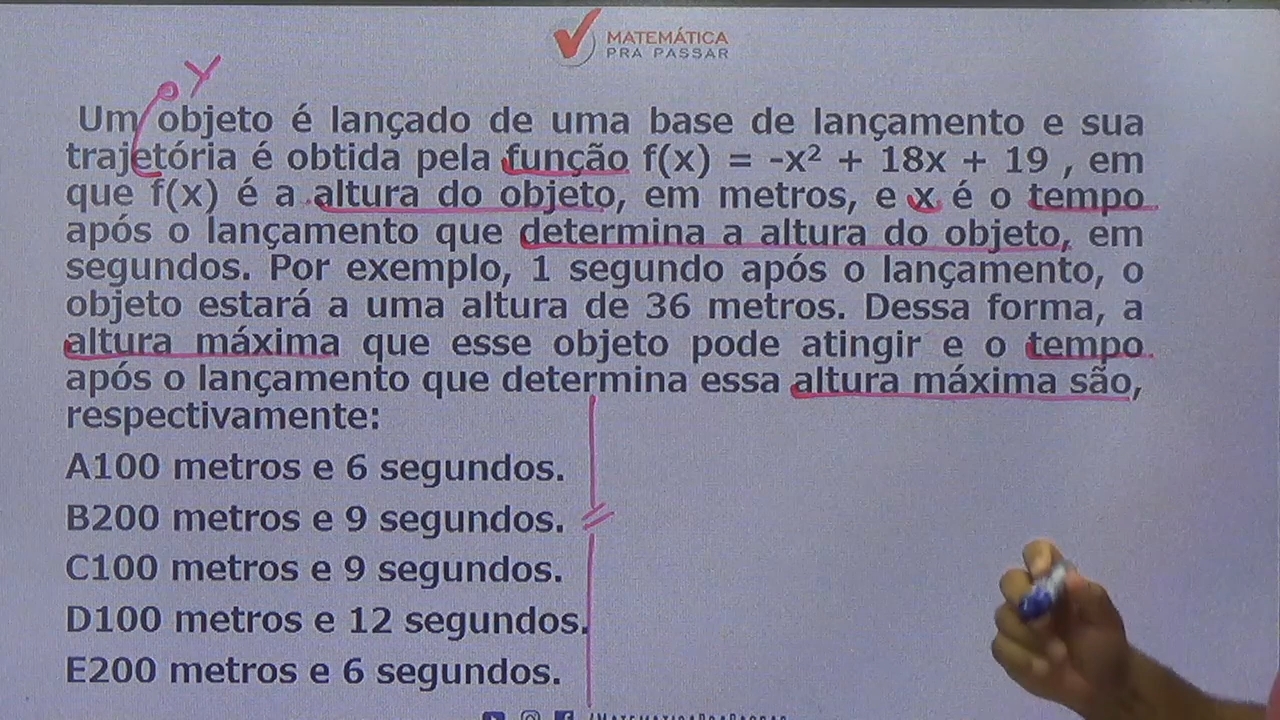 MATEMÁTICA
PRA PASSAR
Y
Um objeto é lançado de uma base de lançamento e sua
trajetória é obtida pela função f(x) = -x² + 18x + 19 , em
que f(x) é a altura do objeto, em metros, e x é o tempo
após o lançamento que determina a altura do objeto, em
segundos. Por exemplo, 1 segundo após o lançamento, o
objeto estará a uma altura de 36 metros. Dessa forma, a
altura máxima que esse objeto pode atingir e o tempo
após o lançamento que determina essa altura máxima são,
respectivamente:
A100 metros e 6 segundos.
B200 metros e 9 segundos.
C100 metros e 9 segundos.
D100 metros e 12 segundos.
E200 metros e 6 segundos.
/MATEMATICAPRAPASSAR